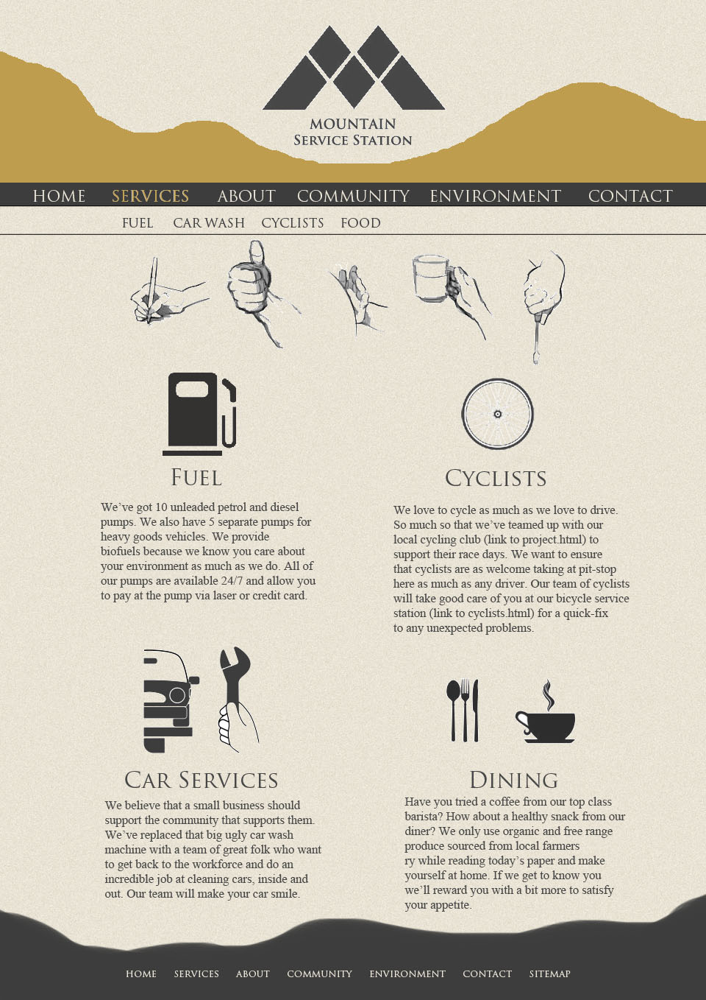 MOUNTAIN
SERVICE STATION
HOME SERVICES ABOUT COMMUNITY ENVIRONMENT CONTACT
FUEL CAR WASH CYCLISTS FOOD
FUEL
We've got 10 unleaded petrol and diesel
pumps. We also have 5 separate pumps for
heavy goods vehicles. We provide
biofuels because we know you care about
your environment as much as we do. All of
our pumps are available 24/7 and allow you
to pay at the pump via laser or credit card.
CYCLISTS
We love to cycle as much as we love to drive.
So much so that we've teamed up with our
local cycling club (link to project.html) to
support their race days. We want to ensure
that cyclists are as welcome taking at pit-stop
here as much as any driver. Our team of cyclists
will take good care of you at our bicycle service
station (link to cyclists.html) for a quick-fix
to any unexpected problems.
CAR SERVICES
We believe that a small business should
support the community that supports them.
We've replaced that big ugly car wash
machine with a team of great folk who want
to get back to the workforce and do an
incredible job at cleaning cars, inside and
out. Our team will make your car smile.
DINING
Have you tried a coffee from our top class
barista? How about a healthy snack from our
diner? We only use organic and free range
produce sourced from local farmers
ry while reading today's paper and make
yourself at home. If we get to know you
we'll reward you with a bit more to satisfy
your appetite.
HOME SERVICES ABOUT COMMUNITY ENVIRONMENT CONTACT SITEMAP